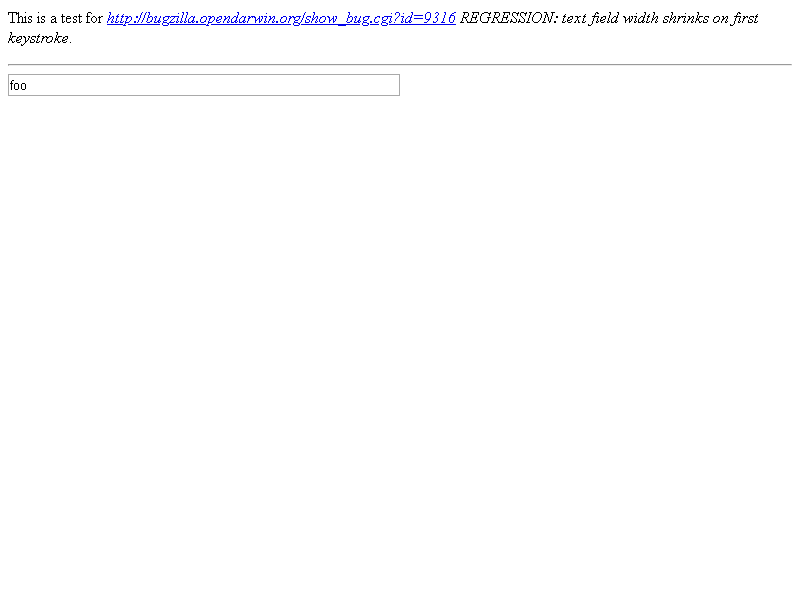 This is a test for http://bugzilla.opendarwin.org/show_bug.cgi?id=9316 REGRESSION: text field width shrinks on first
keystroke.
foo